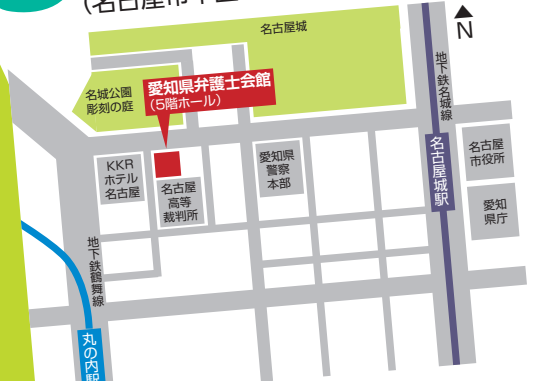 （名古屋市中区
名古屋城
N
名城公園
彫刻の庭
愛知県弁護士会館
（5階ホール）
地下鉄名城線
KKR
ホテル
名古屋
名古屋
高等
裁判所
愛知県
警察
本部
名古屋城駅
名古屋
市役所
愛知
県庁
地下鉄鶴舞線
丸の内駅